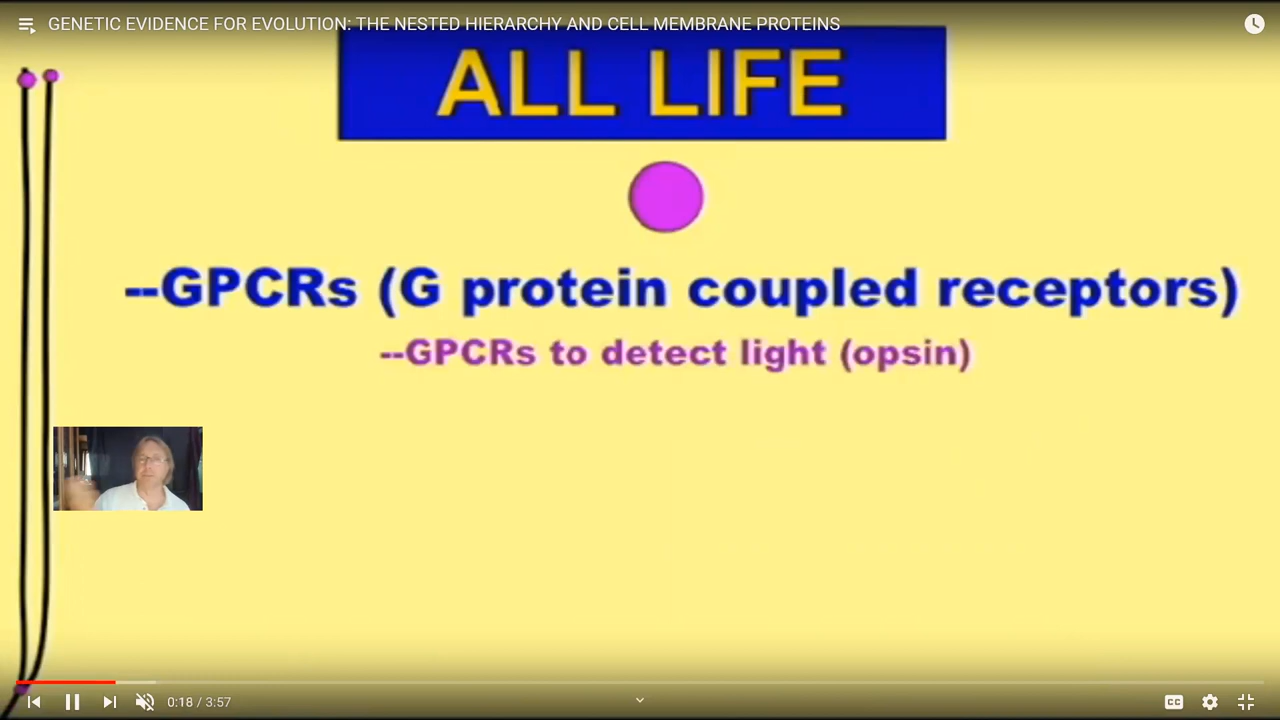 GENETIC EVIDENCE FOR EVOLUTION: THE NESTED HIERARCHY AND CELL MEMBRANE PROTEINS
ALL LIFE
--GPCRs (G protein coupled receptors)
--GPCRs to detect light (opsin)
0:18 / 3:57
CC